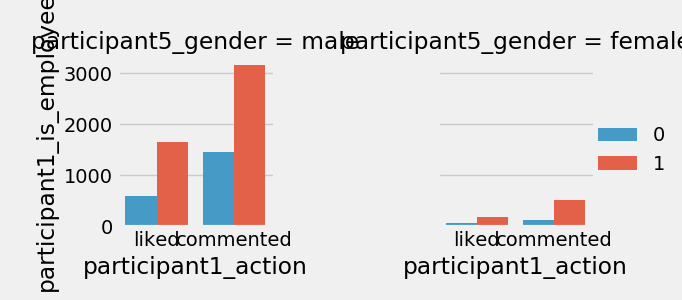 participant5_gender = male
participant5_gender = female
participant1_is_employee
3000
2000
1000
0
liked
commented
participant1_action
liked
commented
participant1_action
0
1